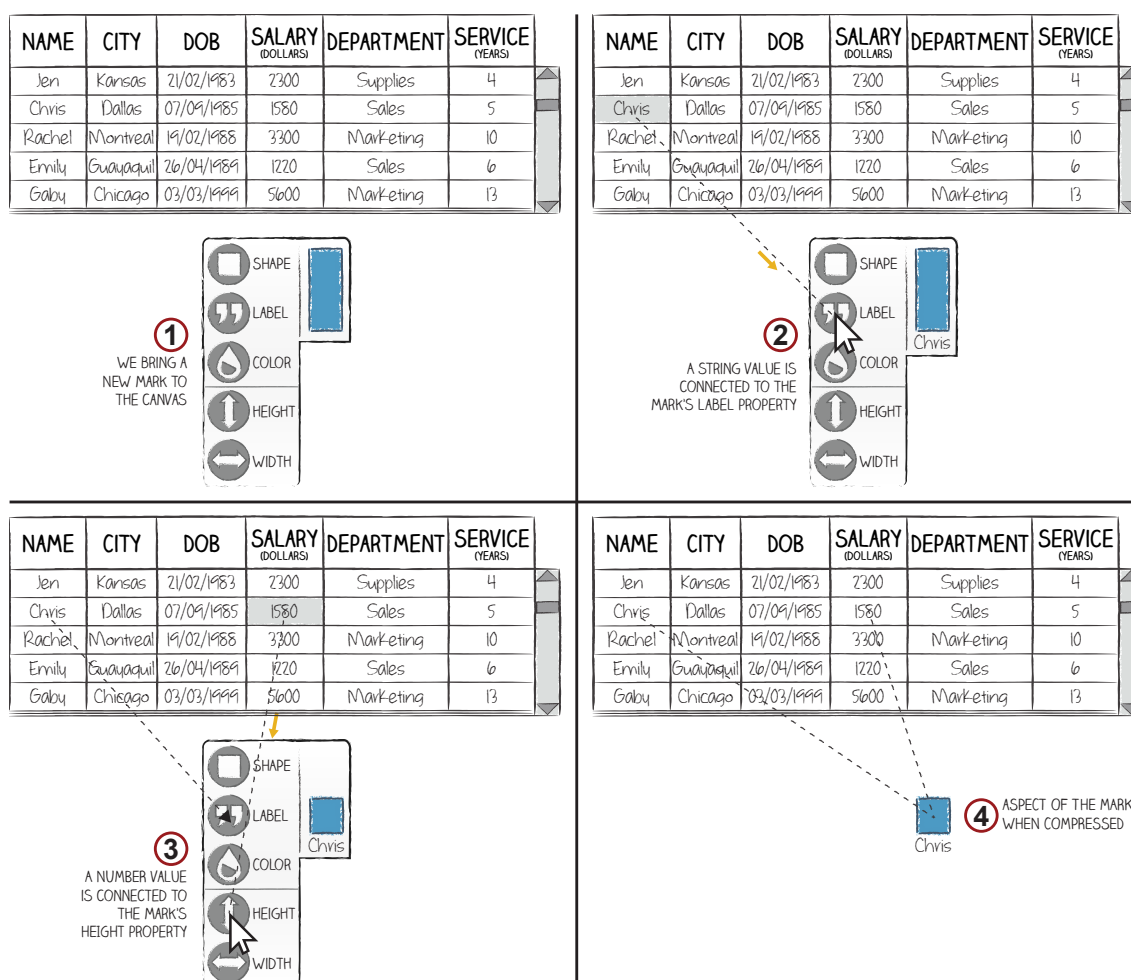 NAME CITY DOB SALARY (DOLLARS) DEPARTMENT SERVICE (YEARS)
Jen Kansas 21/02/1983 2300 Supplies 4
Chris Dallas 07/09/1985 1580 Sales 5
Rachel Montreal 19/02/1988 3300 Marketing 10
Emily Guayaquil 26/04/1989 1220 Sales 6
Gaby Chicago 03/03/1999 5600 Marketing 13
SHAPE
LABEL
COLOR
HEIGHT
WIDTH
1
WE BRING A
NEW MARK TO
THE CANVAS
NAME CITY DOB SALARY (DOLLARS) DEPARTMENT SERVICE (YEARS)
Jen Kansas 21/02/1983 2300 Supplies 4
Chris Dallas 07/09/1985 1580 Sales 5
Rachel Montreal 19/02/1988 3300 Marketing 10
Emily Guayaquil 26/04/1989 1220 Sales 6
Gaby Chicago 03/03/1999 5600 Marketing 13
SHAPE
LABEL
COLOR
HEIGHT
WIDTH
Chris
2
A STRING VALUE IS
CONNECTED TO THE
MARK'S LABEL PROPERTY
NAME CITY DOB SALARY (DOLLARS) DEPARTMENT SERVICE (YEARS)
Jen Kansas 21/02/1983 2300 Supplies 4
Chris Dallas 07/09/1985 1580 Sales 5
Rachel Montreal 19/02/1988 3300 Marketing 10
Emily Guayaquil 26/04/1989 1220 Sales 6
Gaby Chicago 03/03/1999 5600 Marketing 13
SHAPE
LABEL
COLOR
HEIGHT
WIDTH
Chris
3
A NUMBER VALUE
IS CONNECTED TO
THE MARK'S
HEIGHT PROPERTY
NAME CITY DOB SALARY (DOLLARS) DEPARTMENT SERVICE (YEARS)
Jen Kansas 21/02/1983 2300 Supplies 4
Chris Dallas 07/09/1985 1580 Sales 5
Rachel Montreal 19/02/1988 3300 Marketing 10
Emily Guayaquil 26/04/1989 1220 Sales 6
Gaby Chicago 03/03/1999 5600 Marketing 13
Chris
4
ASPECT OF THE MARK
WHEN COMPRESSED